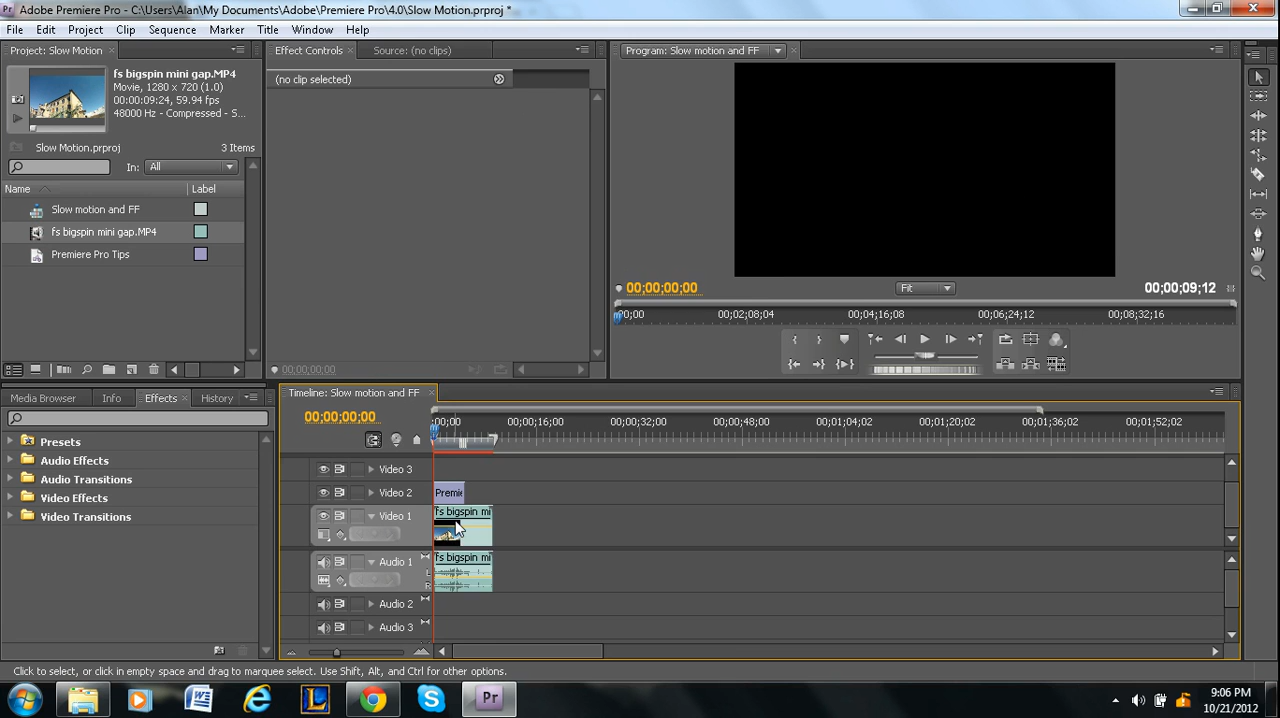 Adobe Premiere Pro - C:\Users\Alan\My Documents\Adobe\Premiere Pro\4.0\Slow Motion.prproj *
File Edit Project Clip Sequence Marker Title Window Help
Project: Slow Motion
Effect Controls
Source: (no clips)
Program: Slow motion and FF
fs bigspin mini gap.MP4
Movie, 1280 x 720 (1.0)
00:00:09:24, 59.94 fps
48000 Hz - Compressed - S...
(no clip selected)
Slow Motion.prproj
3 Items
In: All
Name
Label
Slow motion and FF
fs bigspin mini gap.MP4
Premiere Pro Tips
00;00;00;00
Fit
00;00;09;12
00;00
00;02;08;04
00;04;16;08
00;06;24;12
00;08;32;16
00;00;00;00
Media Browser
Info
Effects
History
Presets
Audio Effects
Audio Transitions
Video Effects
Video Transitions
Timeline: Slow motion and FF
00;00;00;00
00;00
00;00;16;00
00;00;32;00
00;00;48;00
00;01;04;02
00;01;20;02
00;01;36;02
00;01;52;02
Video 3
Video 2
Premie
Video 1
fs bigspin mi
Audio 1
fs bigspin mi
L
R
Audio 2
Audio 3
Click to select, or click in empty space and drag to marquee select. Use Shift, Alt, and Ctrl for other options.
9:06 PM
10/21/2012